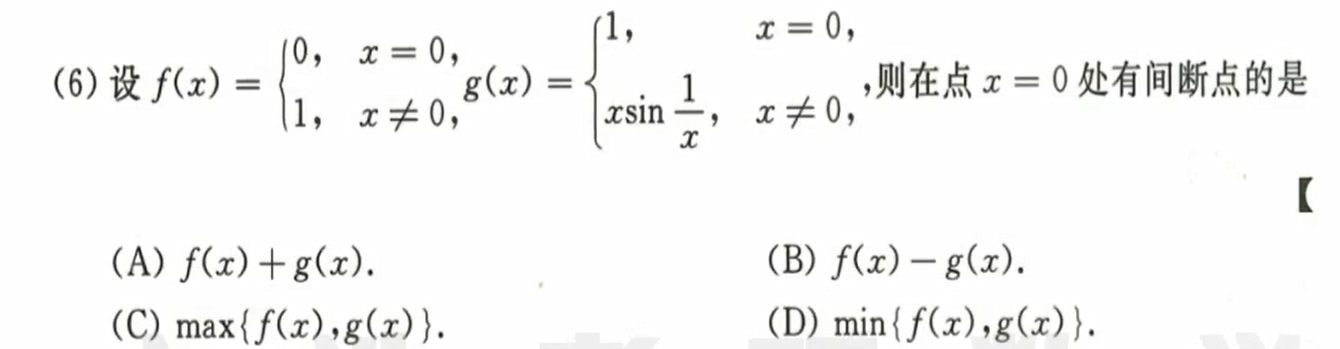 (6) 设 f(x) = {0, x = 0, 1, x ≠ 0, g(x) = {1, x = 0, xsin 1/x, x ≠ 0, ,则在点 x = 0 处有间断点的是
【
(A) f(x) + g(x). (B) f(x) − g(x).
(C) max{f(x),g(x)}. (D) min{f(x),g(x)}.